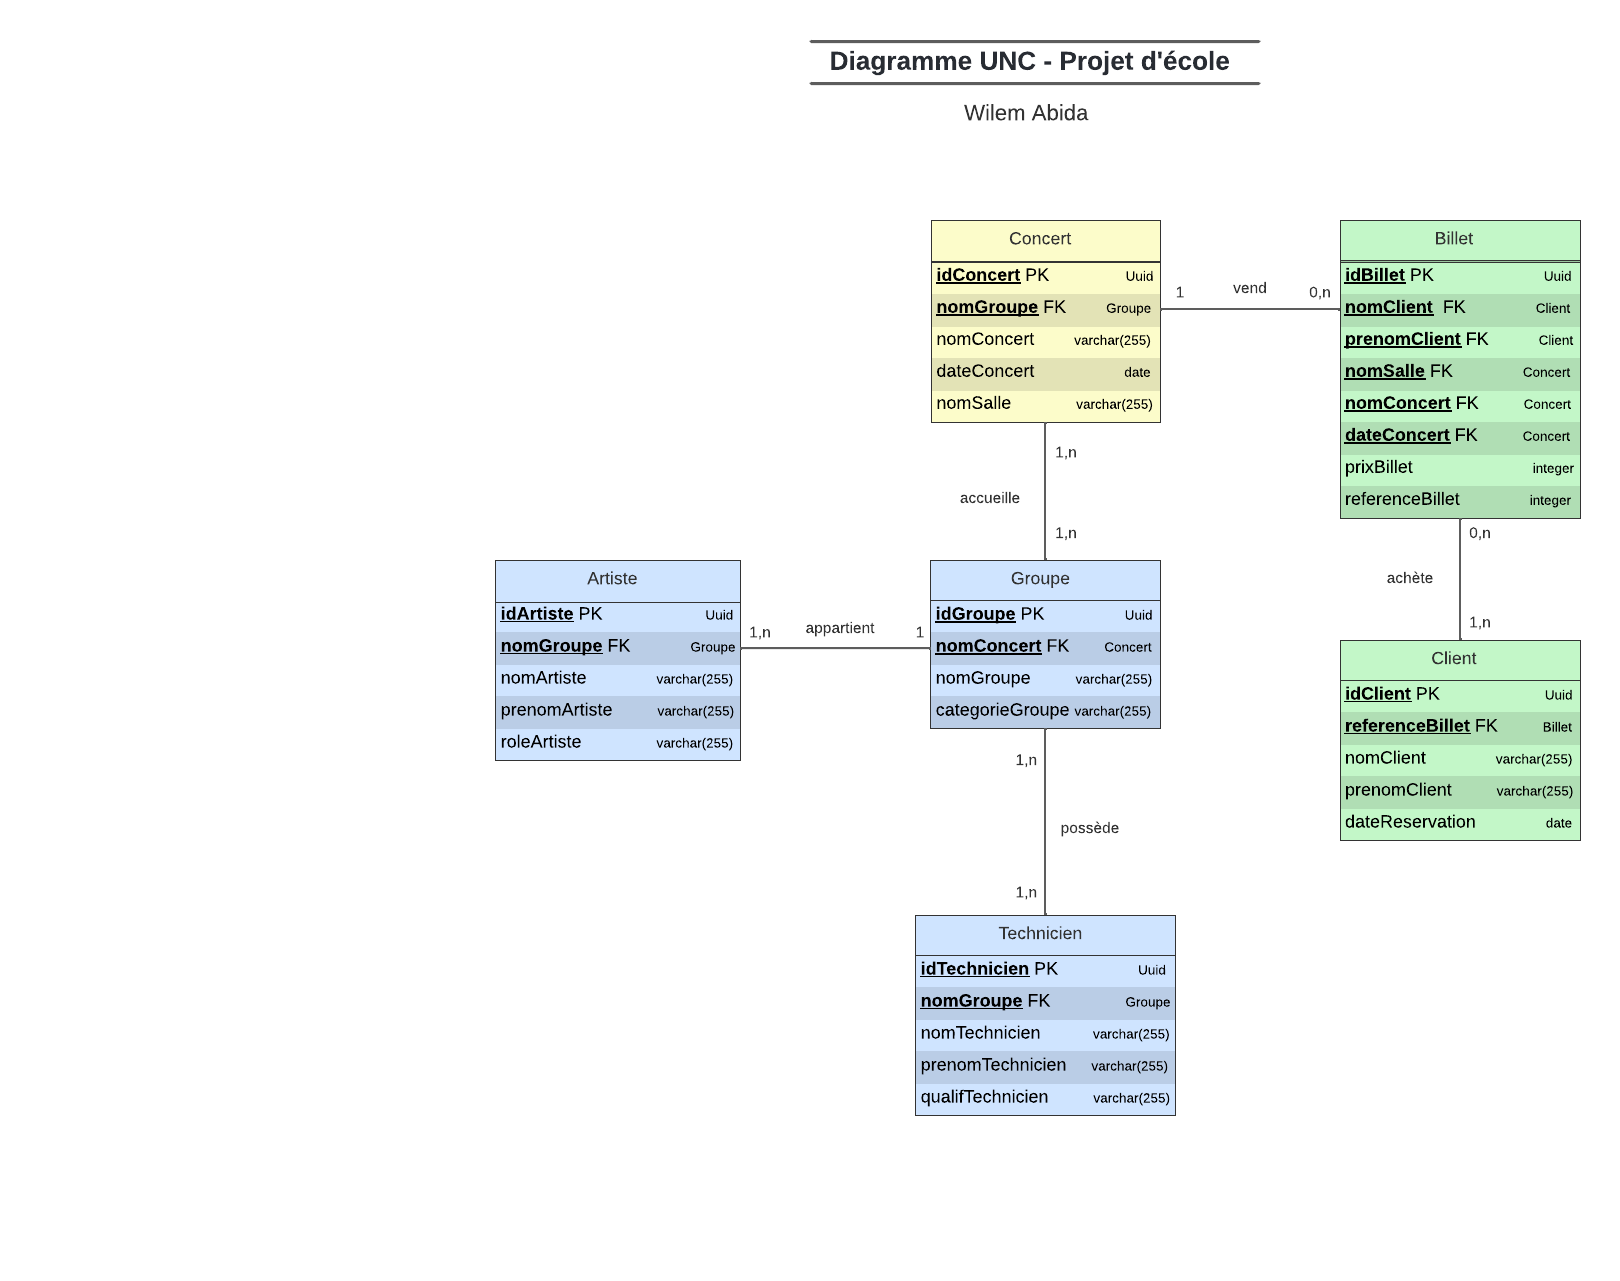 Diagramme UNC - Projet d'école
Wilem Abida
Concert
idConcert PK Uuid
nomGroupe FK Groupe
nomConcert varchar(255)
dateConcert date
nomSalle varchar(255)
1 vend 0,n
Billet
idBillet PK Uuid
nomClient FK Client
prenomClient FK Client
nomSalle FK Concert
nomConcert FK Concert
dateConcert FK Concert
prixBillet integer
referenceBillet integer
1,n
accueille
1,n
0,n
achète
1,n
Artiste
idArtiste PK Uuid
nomGroupe FK Groupe
nomArtiste varchar(255)
prenomArtiste varchar(255)
roleArtiste varchar(255)
1,n appartient 1
Groupe
idGroupe PK Uuid
nomConcert FK Concert
nomGroupe varchar(255)
categorieGroupe varchar(255)
Client
idClient PK Uuid
referenceBillet FK Billet
nomClient varchar(255)
prenomClient varchar(255)
dateReservation date
1,n
possède
1,n
Technicien
idTechnicien PK Uuid
nomGroupe FK Groupe
nomTechnicien varchar(255)
prenomTechnicien varchar(255)
qualifTechnicien varchar(255)